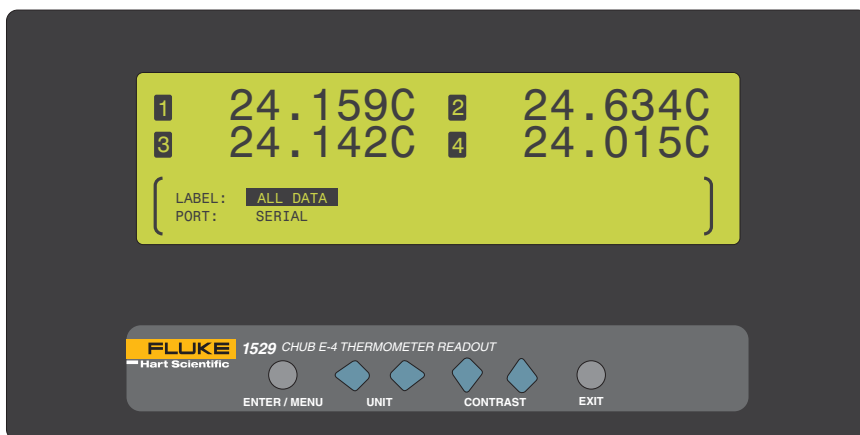 1 24.159C 2 24.634C
3 24.142C 4 24.015C
LABEL: ALL DATA
PORT: SERIAL
FLUKE 1529 CHUB E-4 THERMOMETER READOUT
Hart Scientific
ENTER / MENU UNIT CONTRAST EXIT